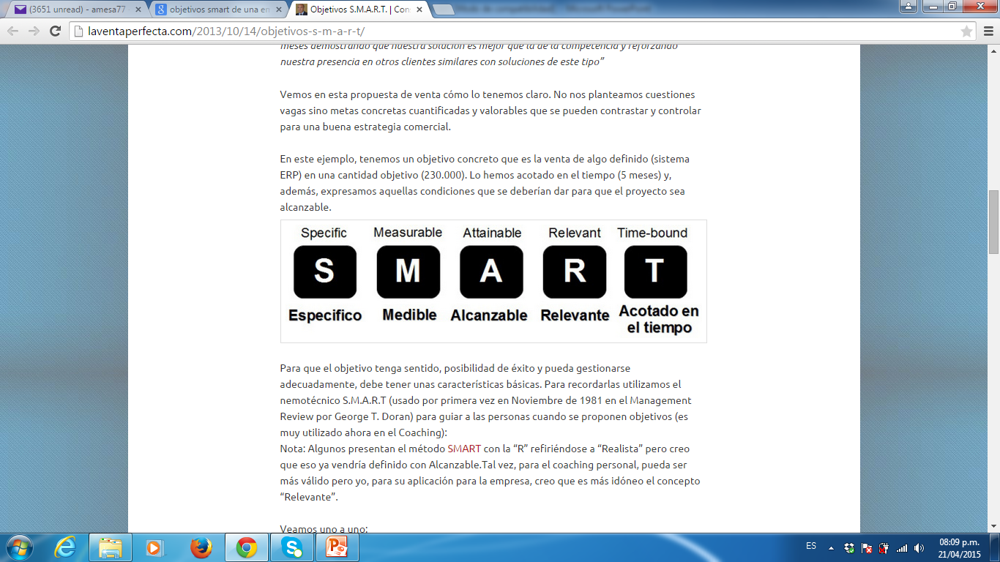 (3651 unread) - amesa77
objetivos smart de una en
Objetivos S.M.A.R.T. | Con
laventaperfecta.com/2013/10/14/objetivos-s-m-a-r-t/
meses demostrando que nuestra solución es mejor que la de la competencia y reforzando
nuestra presencia en otros clientes similares con soluciones de este tipo”
Vemos en esta propuesta de venta cómo lo tenemos claro. No nos planteamos cuestiones
vagas sino metas concretas cuantificadas y valorables que se pueden contrastar y controlar
para una buena estrategia comercial.
En este ejemplo, tenemos un objetivo concreto que es la venta de algo definido (sistema
ERP) en una cantidad objetivo (230.000). Lo hemos acotado en el tiempo (5 meses) y,
además, expresamos aquellas condiciones que se deberían dar para que el proyecto sea
alcanzable.
Specific Measurable Attainable Relevant Time-bound
S M A R T
Especifico Medible Alcanzable Relevante Acotado en
el tiempo
Para que el objetivo tenga sentido, posibilidad de éxito y pueda gestionarse
adecuadamente, debe tener unas características básicas. Para recordarlas utilizamos el
nemotécnico S.M.A.R.T (usado por primera vez en Noviembre de 1981 en el Management
Review por George T. Doran) para guiar a las personas cuando se proponen objetivos (es
muy utilizado ahora en el Coaching):
Nota: Algunos presentan el método SMART con la “R” refiriéndose a “Realista” pero creo
que eso ya vendría definido con Alcanzable.Tal vez, para el coaching personal, pueda ser
más válido pero yo, para su aplicación para la empresa, creo que es más idóneo el concepto
“Relevante”.
Veamos uno a uno:
ES
08:09 p.m.
21/04/2015